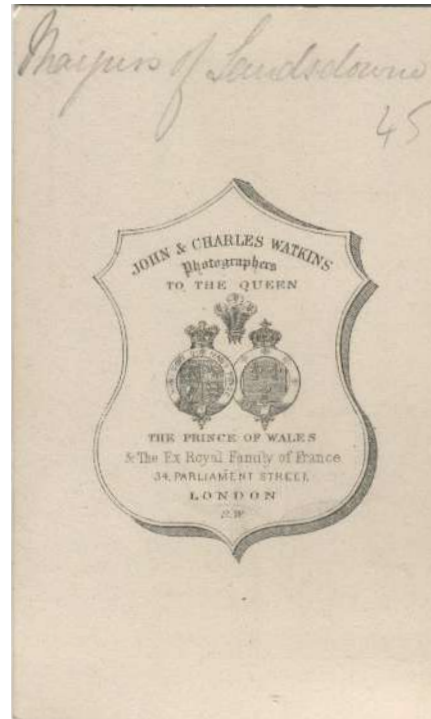 Marquis of Landsdowne
45
JOHN & CHARLES WATKINS
Photographers
TO THE QUEEN
THE PRINCE OF WALES
& The Ex Royal Family of France
34, PARLIAMENT STREET,
LONDON
S.W